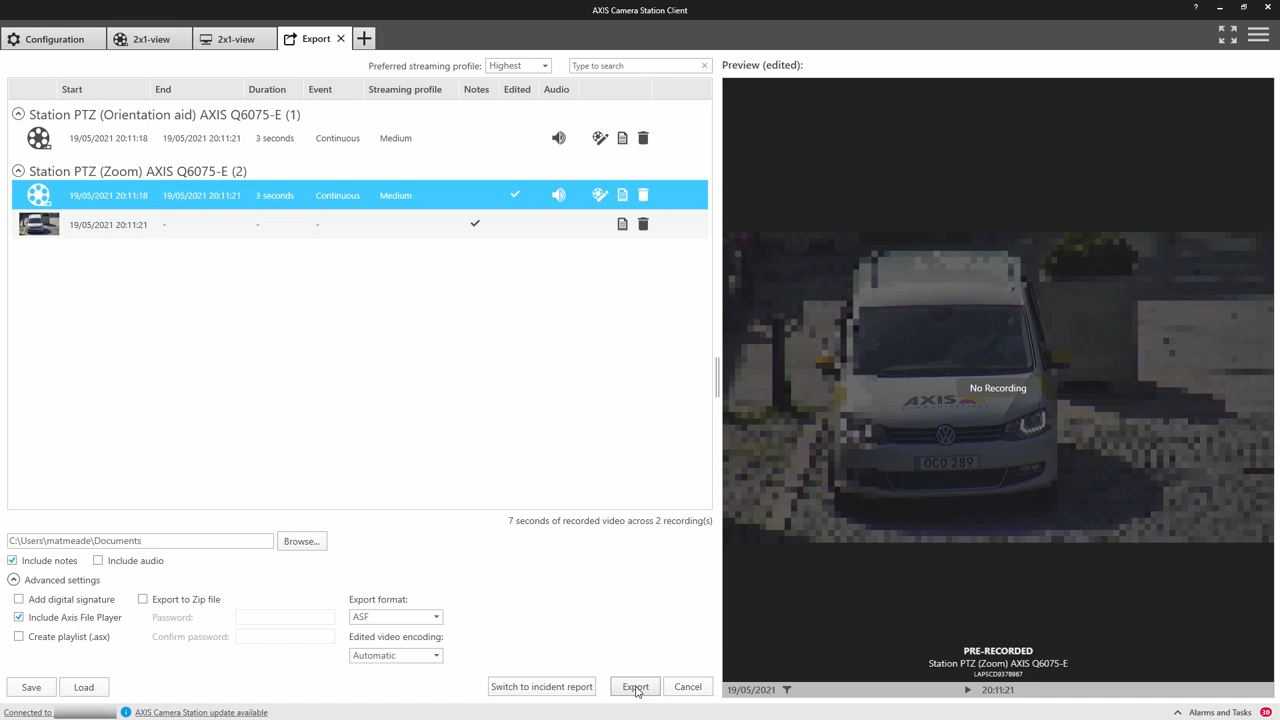 AXIS Camera Station Client
?
Configuration
2x1-view
2x1-view
Export
Preferred streaming profile: Highest
Type to search
Preview (edited):
Start End Duration Event Streaming profile Notes Edited Audio
Station PTZ (Orientation aid) AXIS Q6075-E (1)
19/05/2021 20:11:18 19/05/2021 20:11:21 3 seconds Continuous Medium
Station PTZ (Zoom) AXIS Q6075-E (2)
19/05/2021 20:11:18 19/05/2021 20:11:21 3 seconds Continuous Medium
19/05/2021 20:11:21 - - -
No Recording
AXIS
COMMUNICATIONS
OCO 289
7 seconds of recorded video across 2 recording(s)
C:\Users\matmeade\Documents Browse...
Include notes Include audio
Advanced settings
Add digital signature Export to Zip file Export format:
Include Axis File Player Password: ASF
Create playlist (.asx) Confirm password: Edited video encoding:
Automatic
PRE-RECORDED
Station PTZ (Zoom) AXIS Q6075-E
LAP5CD9378967
Save Load Switch to incident report Export Cancel
19/05/2021 20:11:21
Connected to AXIS Camera Station update available Alarms and Tasks 30